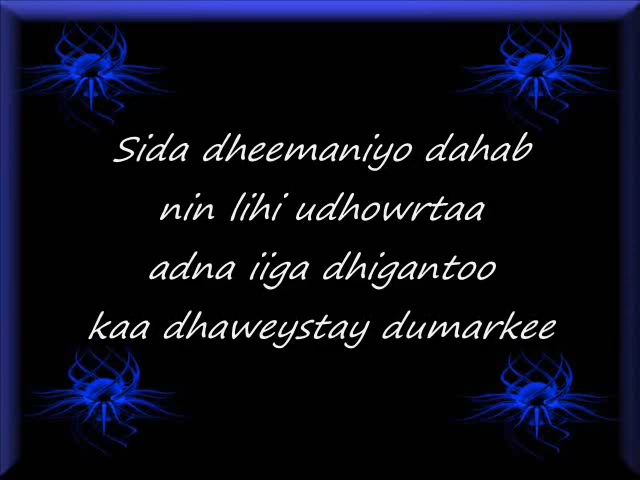 Sida dheemaniyo dahab
nin lihi udhowrtaa
adna iiga dhigantoo
kaa dhaweystay dumarkee